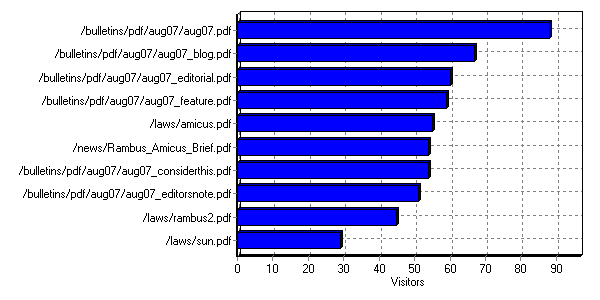 /bulletins/pdf/aug07/aug07.pdf
/bulletins/pdf/aug07/aug07_blog.pdf
/bulletins/pdf/aug07/aug07_editorial.pdf
/bulletins/pdf/aug07/aug07_feature.pdf
/laws/amicus.pdf
/news/Rambus_Amicus_Brief.pdf
/bulletins/pdf/aug07/aug07_considerthis.pdf
/bulletins/pdf/aug07/aug07_editorsnote.pdf
/laws/rambus2.pdf
/laws/sun.pdf
0 10 20 30 40 50 60 70 80 90
Visitors